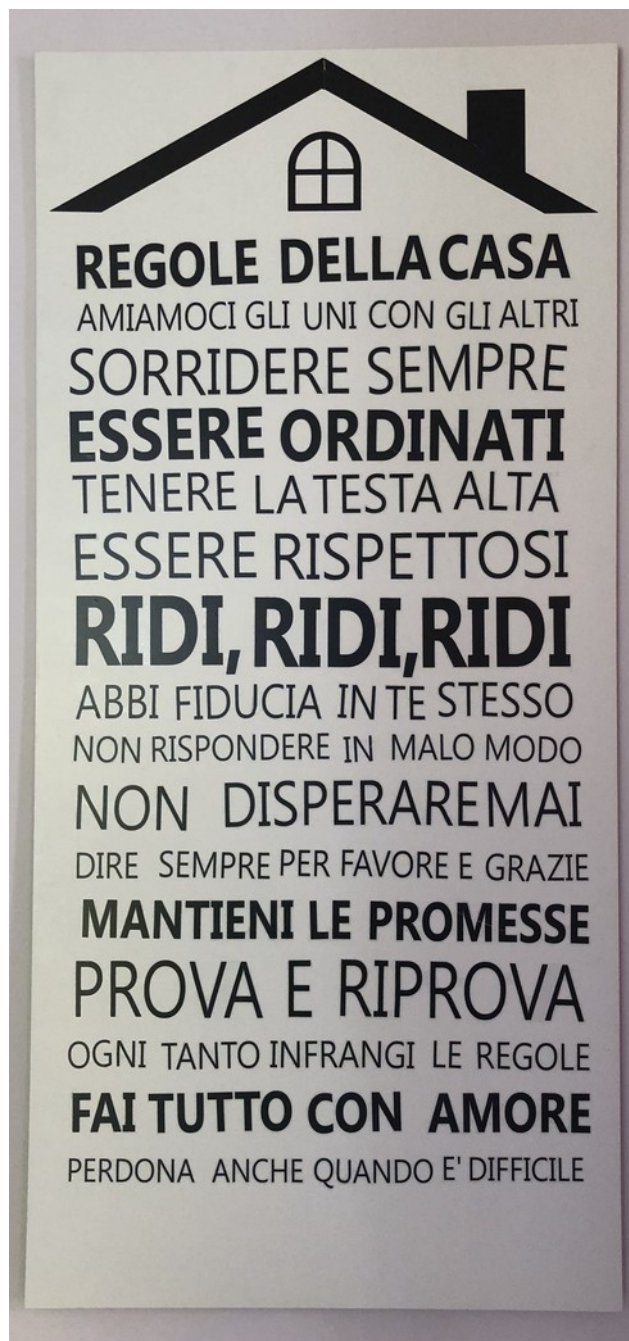 REGOLE DELLA CASA
AMIAMOCI GLI UNI CON GLI ALTRI
SORRIDERE SEMPRE
ESSERE ORDINATI
TENERE LA TESTA ALTA
ESSERE RISPETTOSI
RIDI, RIDI, RIDI
ABBI FIDUCIA IN TE STESSO
NON RISPONDERE IN MALO MODO
NON DISPERARE MAI
DIRE SEMPRE PER FAVORE E GRAZIE
MANTIENI LE PROMESSE
PROVA E RIPROVA
OGNI TANTO INFRANGI LE REGOLE
FAI TUTTO CON AMORE
PERDONA ANCHE QUANDO E' DIFFICILE